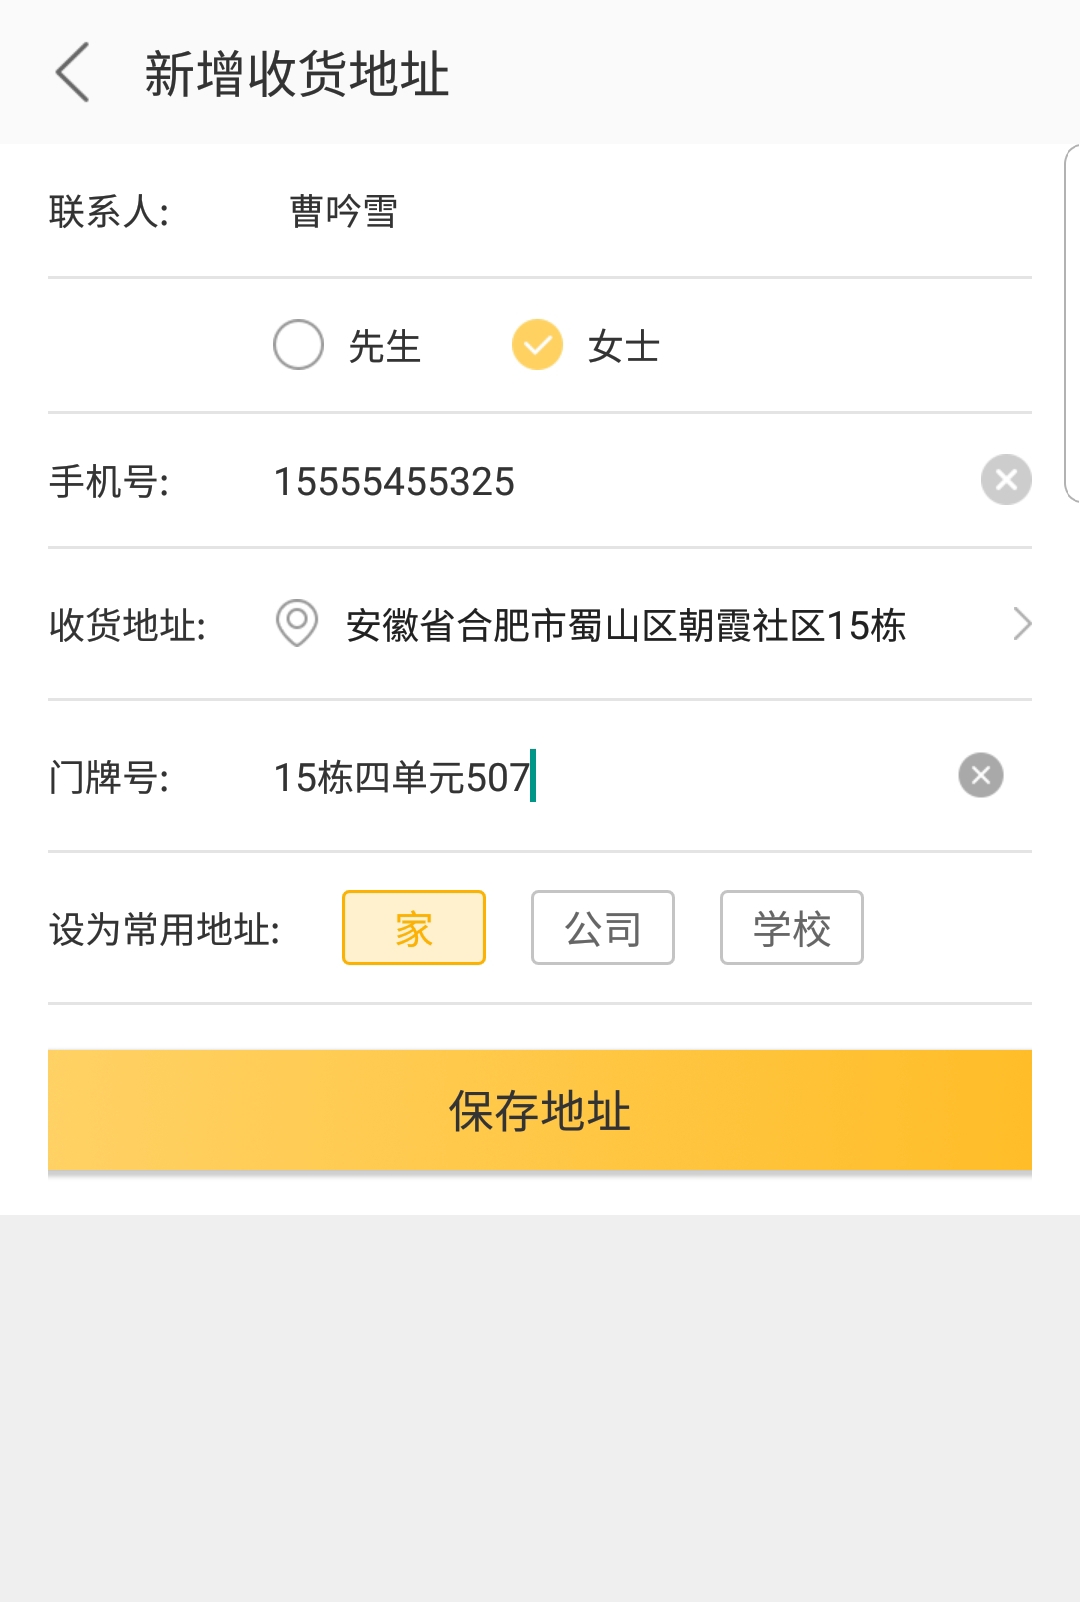 新增收货地址
联系人: 曹吟雪
先生 女士
手机号: 15555455325
收货地址: 安徽省合肥市蜀山区朝霞社区15栋
门牌号: 15栋四单元507
设为常用地址: 家 公司 学校
保存地址